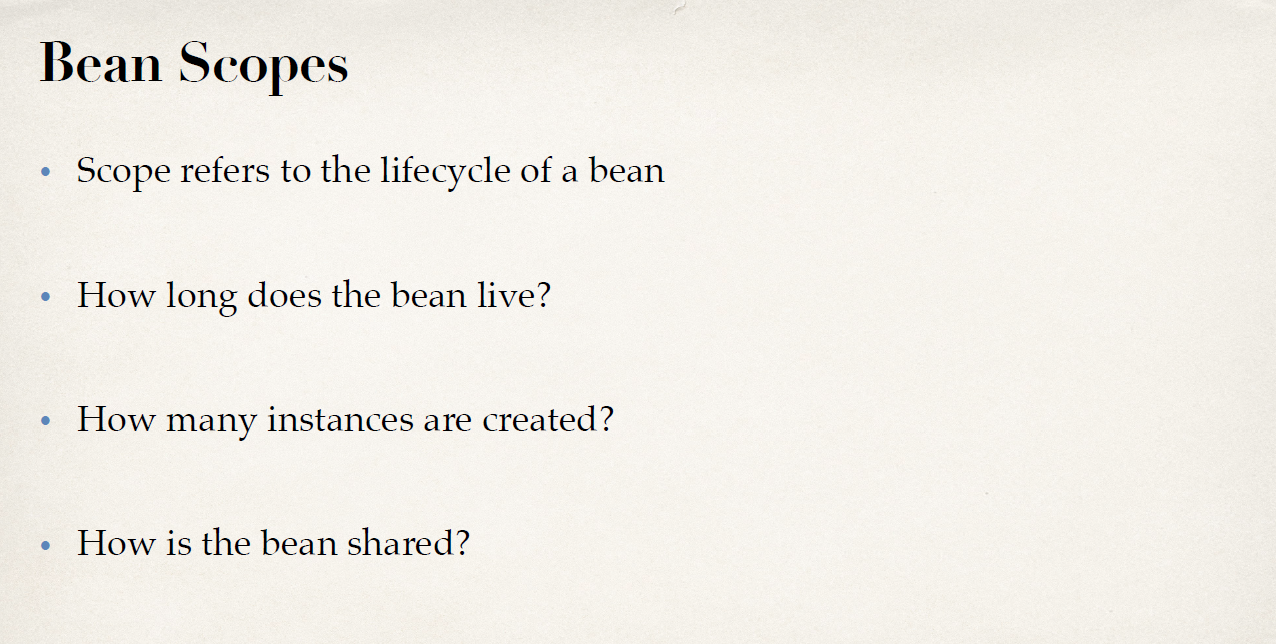 Bean Scopes
• Scope refers to the lifecycle of a bean
• How long does the bean live?
• How many instances are created?
• How is the bean shared?